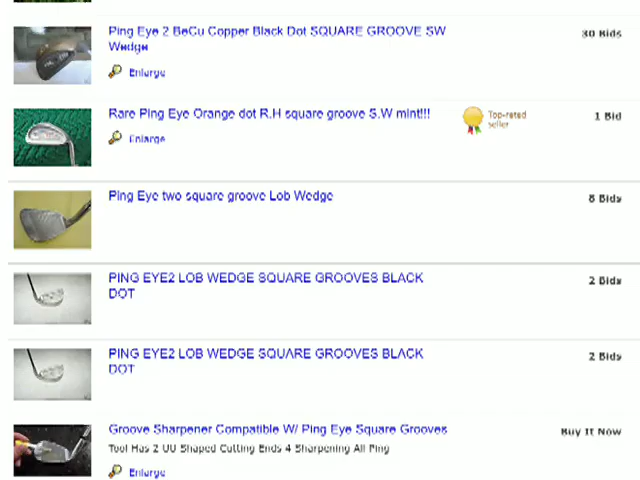 Ping Eye 2 BeCu Copper Black Dot SQUARE GROOVE SW
Wedge
30 Bids
Enlarge
Rare Ping Eye Orange dot R.H square groove S.W mint!!!
Top-rated
seller
1 Bid
Enlarge
Ping Eye two square groove Lob Wedge
8 Bids
PING EYE2 LOB WEDGE SQUARE GROOVES BLACK
DOT
2 Bids
PING EYE2 LOB WEDGE SQUARE GROOVES BLACK
DOT
2 Bids
Groove Sharpener Compatible W/ Ping Eye Square Grooves
Buy It Now
Tool Has 2 UU Shaped Cutting Ends 4 Sharpening All Ping
Enlarge